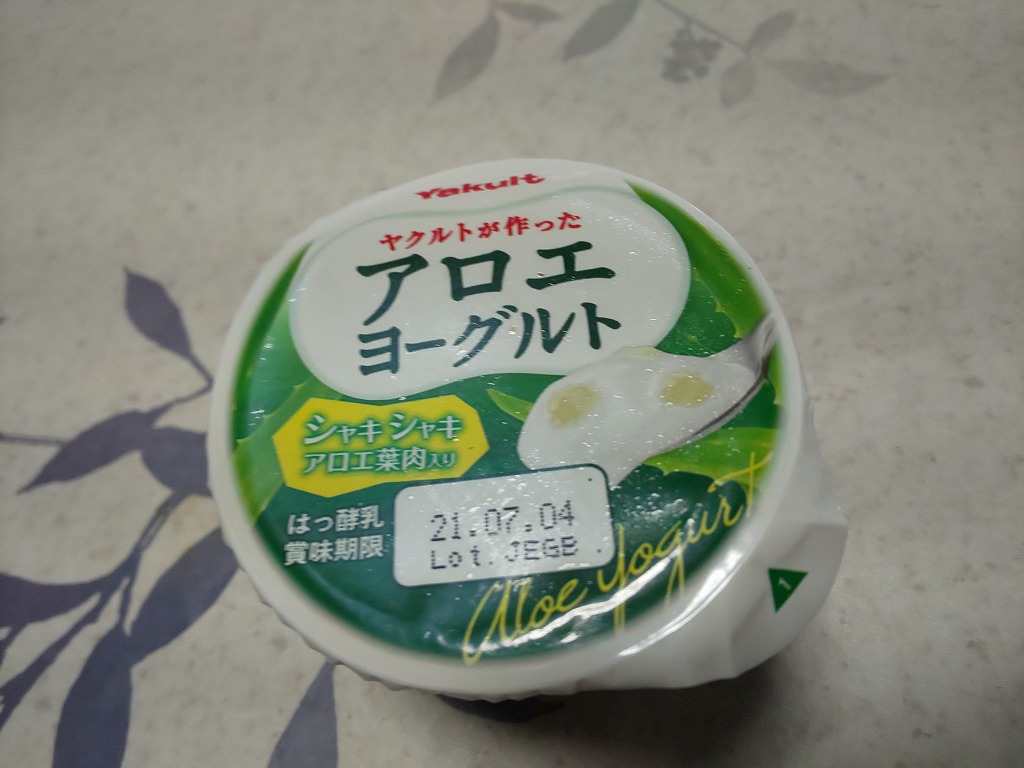 Yakult
ヤクルトが作った
アロエ
ヨーグルト
シャキシャキ
アロエ葉肉入り
はっ酵乳
賞味期限
21.07.04
Lot.JEGB
Aloe Yogurt
1